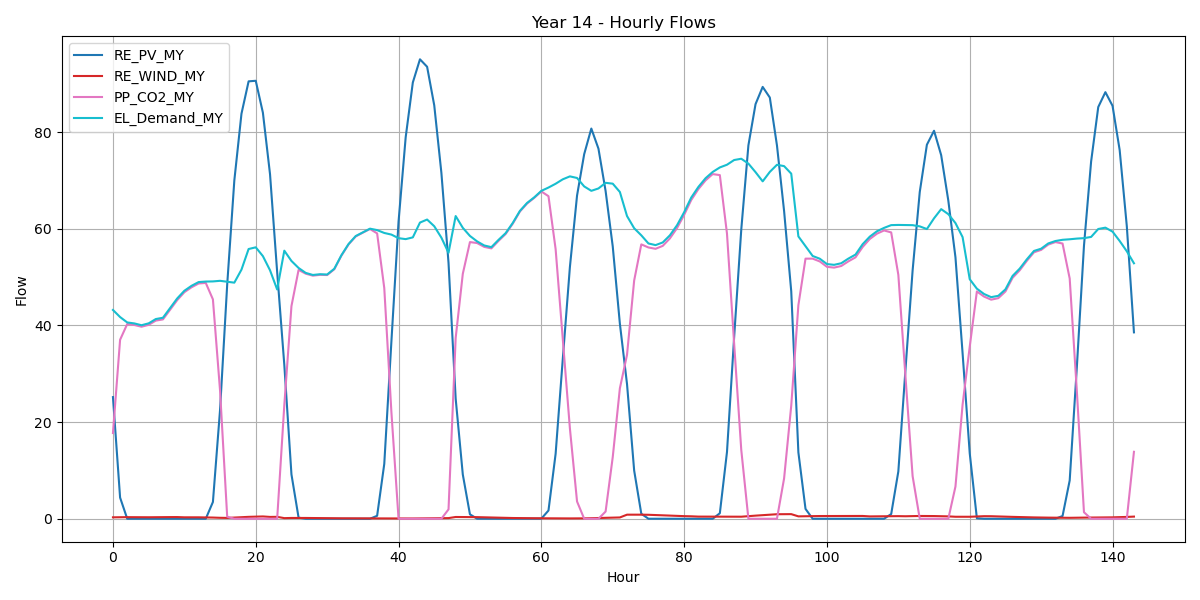 Year 14 - Hourly Flows
RE_PV_MY
RE_WIND_MY
PP_CO2_MY
EL_Demand_MY
Flow
80
60
40
20
0
0 20 40 60 80 100 120 140
Hour